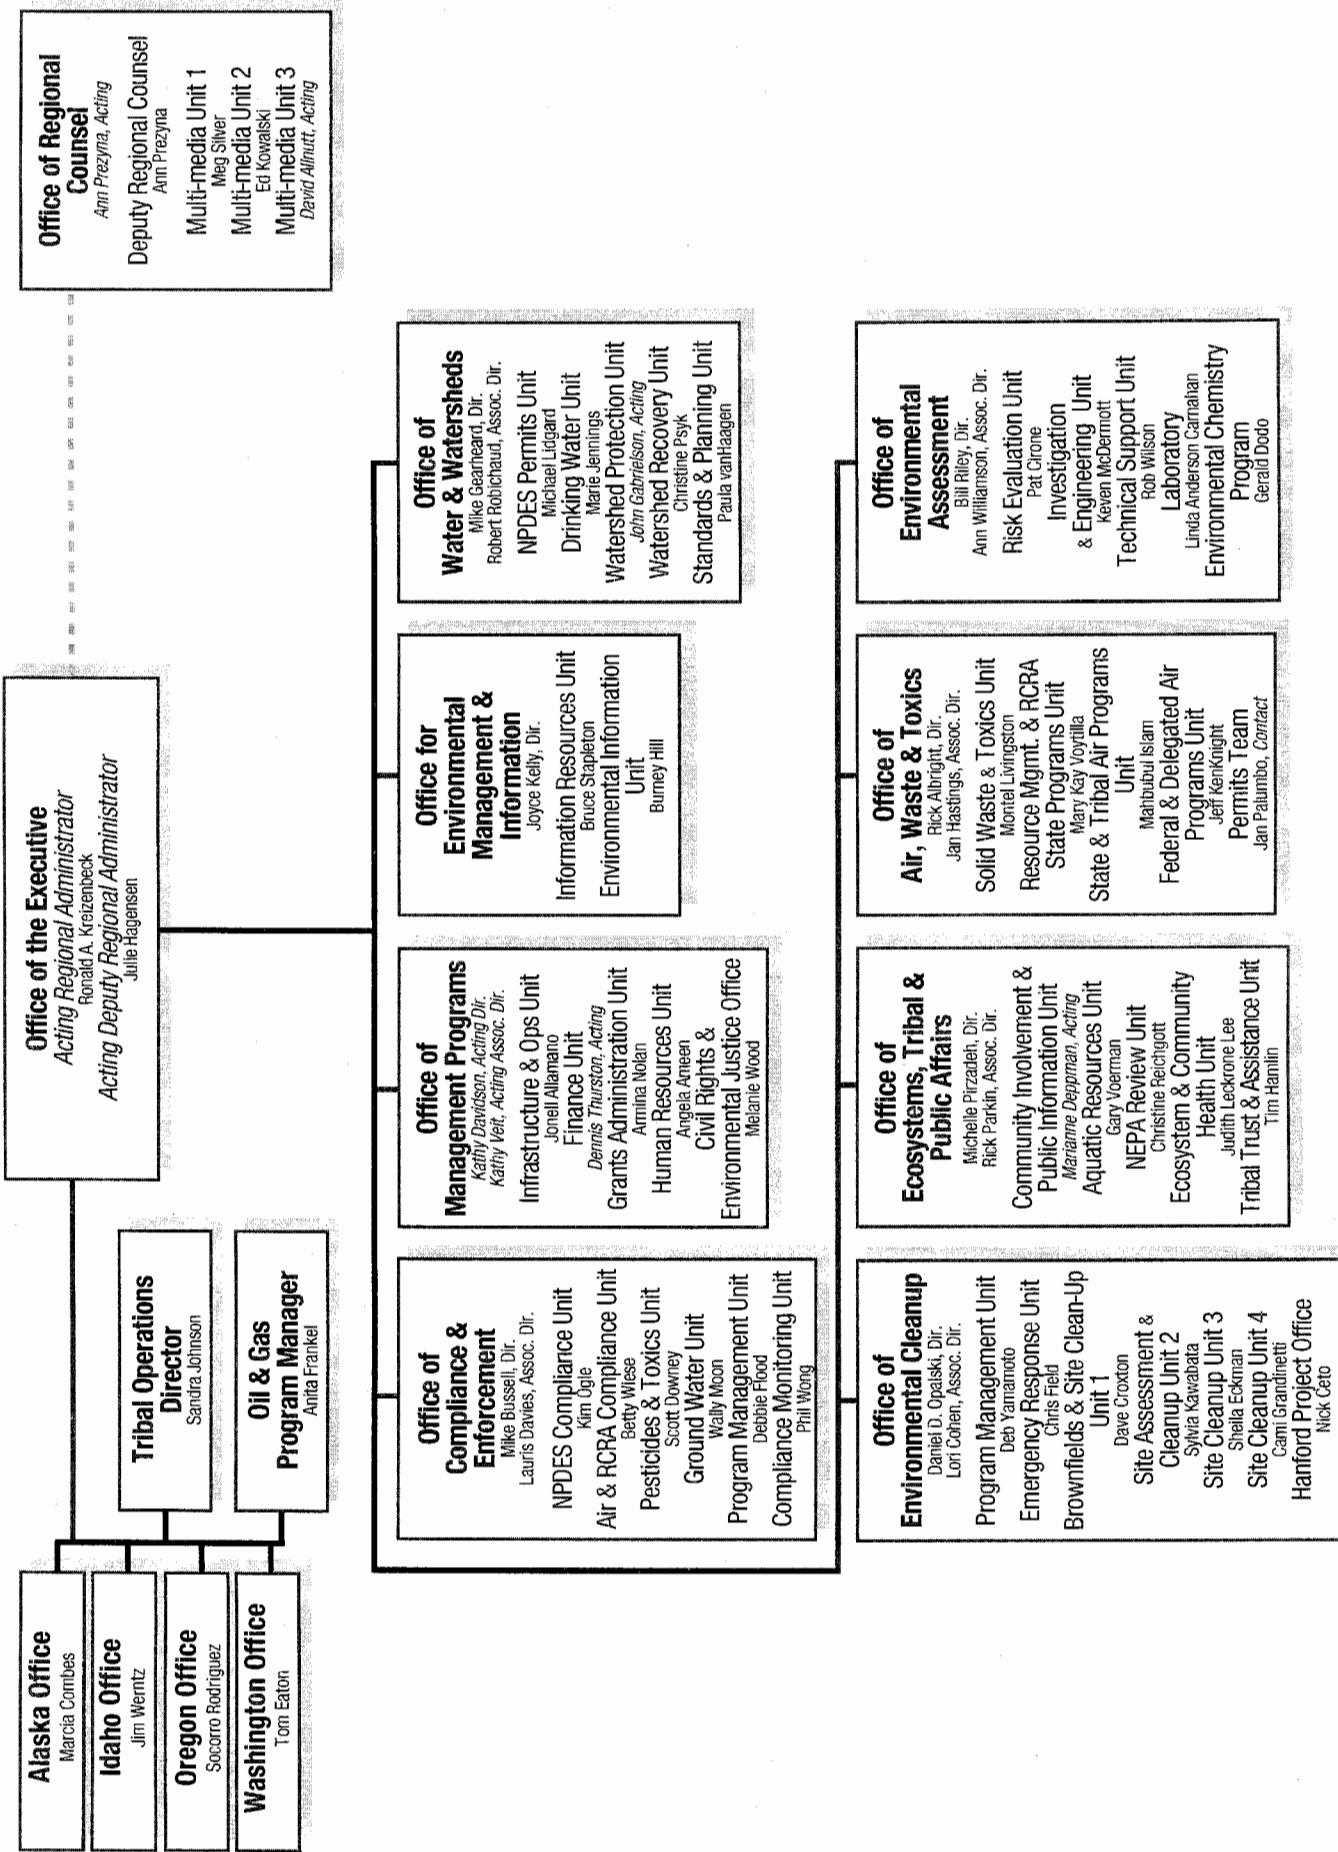 Office of the Executive
Acting Regional Administrator
Ronald A. Kreizenbeck
Acting Deputy Regional Administrator
Julie Hagensen
Office of Regional
Counsel
Ann Prezyna, Acting
Deputy Regional Counsel
Ann Prezyna
Multi-media Unit 1
Meg Silver
Multi-media Unit 2
Ed Kowalski
Multi-media Unit 3
David Allnutt, Acting
Alaska Office
Marcia Combes
Idaho Office
Jim Werntz
Oregon Office
Socorro Rodriguez
Washington Office
Tom Eaton
Tribal Operations
Director
Sandra Johnson
Oil & Gas
Program Manager
Anita Frankel
Office of
Compliance &
Enforcement
Mike Bussell, Dir.
Lauris Davies, Assoc. Dir.
NPDES Compliance Unit
Kim Ogle
Air & RCRA Compliance Unit
Betty Wiese
Pesticides & Toxics Unit
Scott Downey
Ground Water Unit
Wally Moon
Program Management Unit
Debbie Flood
Compliance Monitoring Unit
Phil Wong
Office of
Management Programs
Kathy Davidson, Acting Dir.
Kathy Veit, Acting Assoc. Dir.
Infrastructure & Ops Unit
Jonell Allamano
Finance Unit
Dennis Thurston, Acting
Grants Administration Unit
Armina Nolan
Human Resources Unit
Angela Arneen
Civil Rights &
Environmental Justice Office
Melanie Wood
Office for
Environmental
Management &
Information
Joyce Kelly, Dir.
Information Resources Unit
Bruce Stapleton
Environmental Information
Unit
Burney Hill
Office of
Water & Watersheds
Mike Gearheard, Dir.
Robert Robichaud, Assoc. Dir.
NPDES Permits Unit
Michael Lidgard
Drinking Water Unit
Marie Jennings
Watershed Protection Unit
John Gabrielson, Acting
Watershed Recovery Unit
Christine Psyk
Standards & Planning Unit
Paula vanHaagen
Office of
Environmental Cleanup
Daniel D. Opalski, Dir.
Lori Cohen, Assoc. Dir.
Program Management Unit
Deb Yamamoto
Emergency Response Unit
Chris Field
Brownfields & Site Clean-Up
Unit 1
Dave Croxton
Site Assessment &
Cleanup Unit 2
Sylvia Kawabata
Site Cleanup Unit 3
Sheila Eckman
Site Cleanup Unit 4
Cami Grandinetti
Hanford Project Office
Nick Ceto
Office of
Ecosystems, Tribal &
Public Affairs
Michelle Pirzadeh, Dir.
Rick Parkin, Assoc. Dir.
Community Involvement &
Public Information Unit
Marianne Deppman, Acting
Aquatic Resources Unit
Gary Voerman
NEPA Review Unit
Christine Reichgott
Ecosystem & Community
Health Unit
Judith Leckrone Lee
Tribal Trust & Assistance Unit
Tim Hamlin
Office of
Air, Waste & Toxics
Rick Albright, Dir.
Jan Hastings, Assoc. Dir.
Solid Waste & Toxics Unit
Montel Livingston
Resource Mgmt. & RCRA
State Programs Unit
Mary Kay Voytilla
State & Tribal Air Programs
Unit
Mahbubul Islam
Federal & Delegated Air
Programs Unit
Jeff KenKnight
Permits Team
Jan Palumbo, Contact
Office of
Environmental
Assessment
Bill Riley, Dir.
Ann Williamson, Assoc. Dir.
Risk Evaluation Unit
Pat Cirone
Investigation
& Engineering Unit
Keven McDermott
Technical Support Unit
Rob Wilson
Laboratory
Linda Anderson Carnahan
Environmental Chemistry
Program
Gerald Dodo